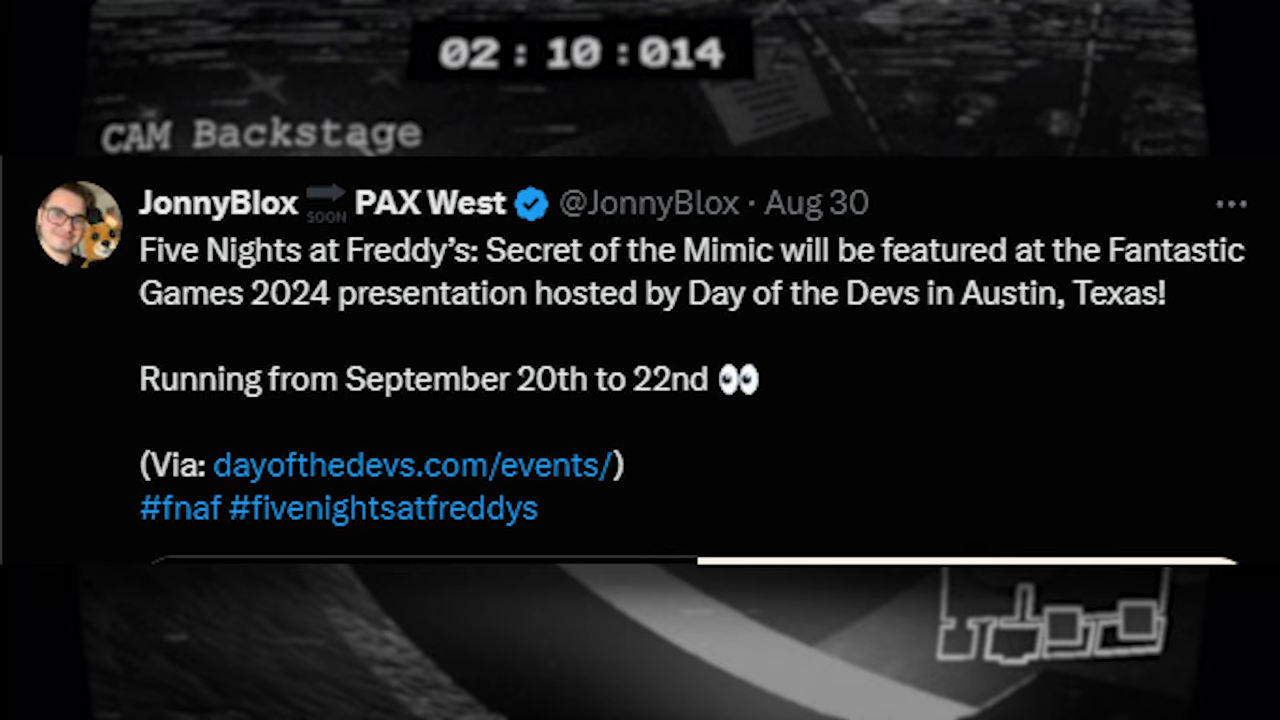 02 : 10 : 014
CAM Backstage
JonnyBlox SOON PAX West @JonnyBlox · Aug 30
Five Nights at Freddy’s: Secret of the Mimic will be featured at the Fantastic
Games 2024 presentation hosted by Day of the Devs in Austin, Texas!
Running from September 20th to 22nd 👀
(Via: dayofthedevs.com/events/)
#fnaf #fivenightsatfreddys